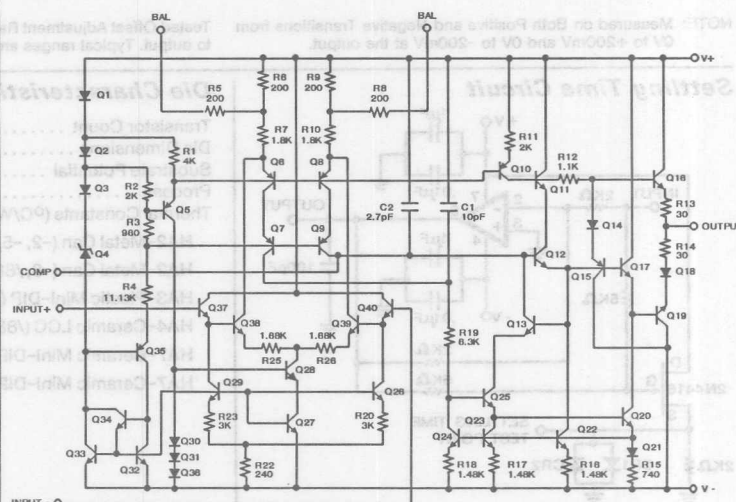 NOTE: Measured on Both Positive and Negative Transitions from
0V to +200mV and 0V to -200mV at the output.
to output. Typical ranges
BAL
BAL
V+
Settling Time Circuit
Die Characteristi
Transistor Count
Die Dimensions
Substrate Potential
Process
Thermal Constants (°C/W
Q1
R5
200
R6
200
R9
200
R8
200
Q2
R1
4K
R7
1.8K
R10
1.8K
R11
2K
R12
1.1K
Q3
R2
2K
Q5
Q6
Q8
Q10
Q11
Q16
R13
30
R3
960
C2
2.7pF
C1
10pF
Q14
OUTPUT
Q4
Q7
Q9
Q12
R14
30
COMP
Q15
Q17
Q18
R4
11.13K
INPUT+
Q37
Q40
Q38
Q39
Q13
Q19
Q35
1.68K
R25
1.68K
R26
R19
6.3K
Q28
Q29
Q26
Q25
Q34
R23
3K
Q27
R20
3K
Q20
Q33
Q32
Q30
Q31
Q36
R22
240
Q24
Q23
Q22
Q21
R18
1.48K
R17
1.48K
R16
1.48K
R15
740
V -
INPUT -